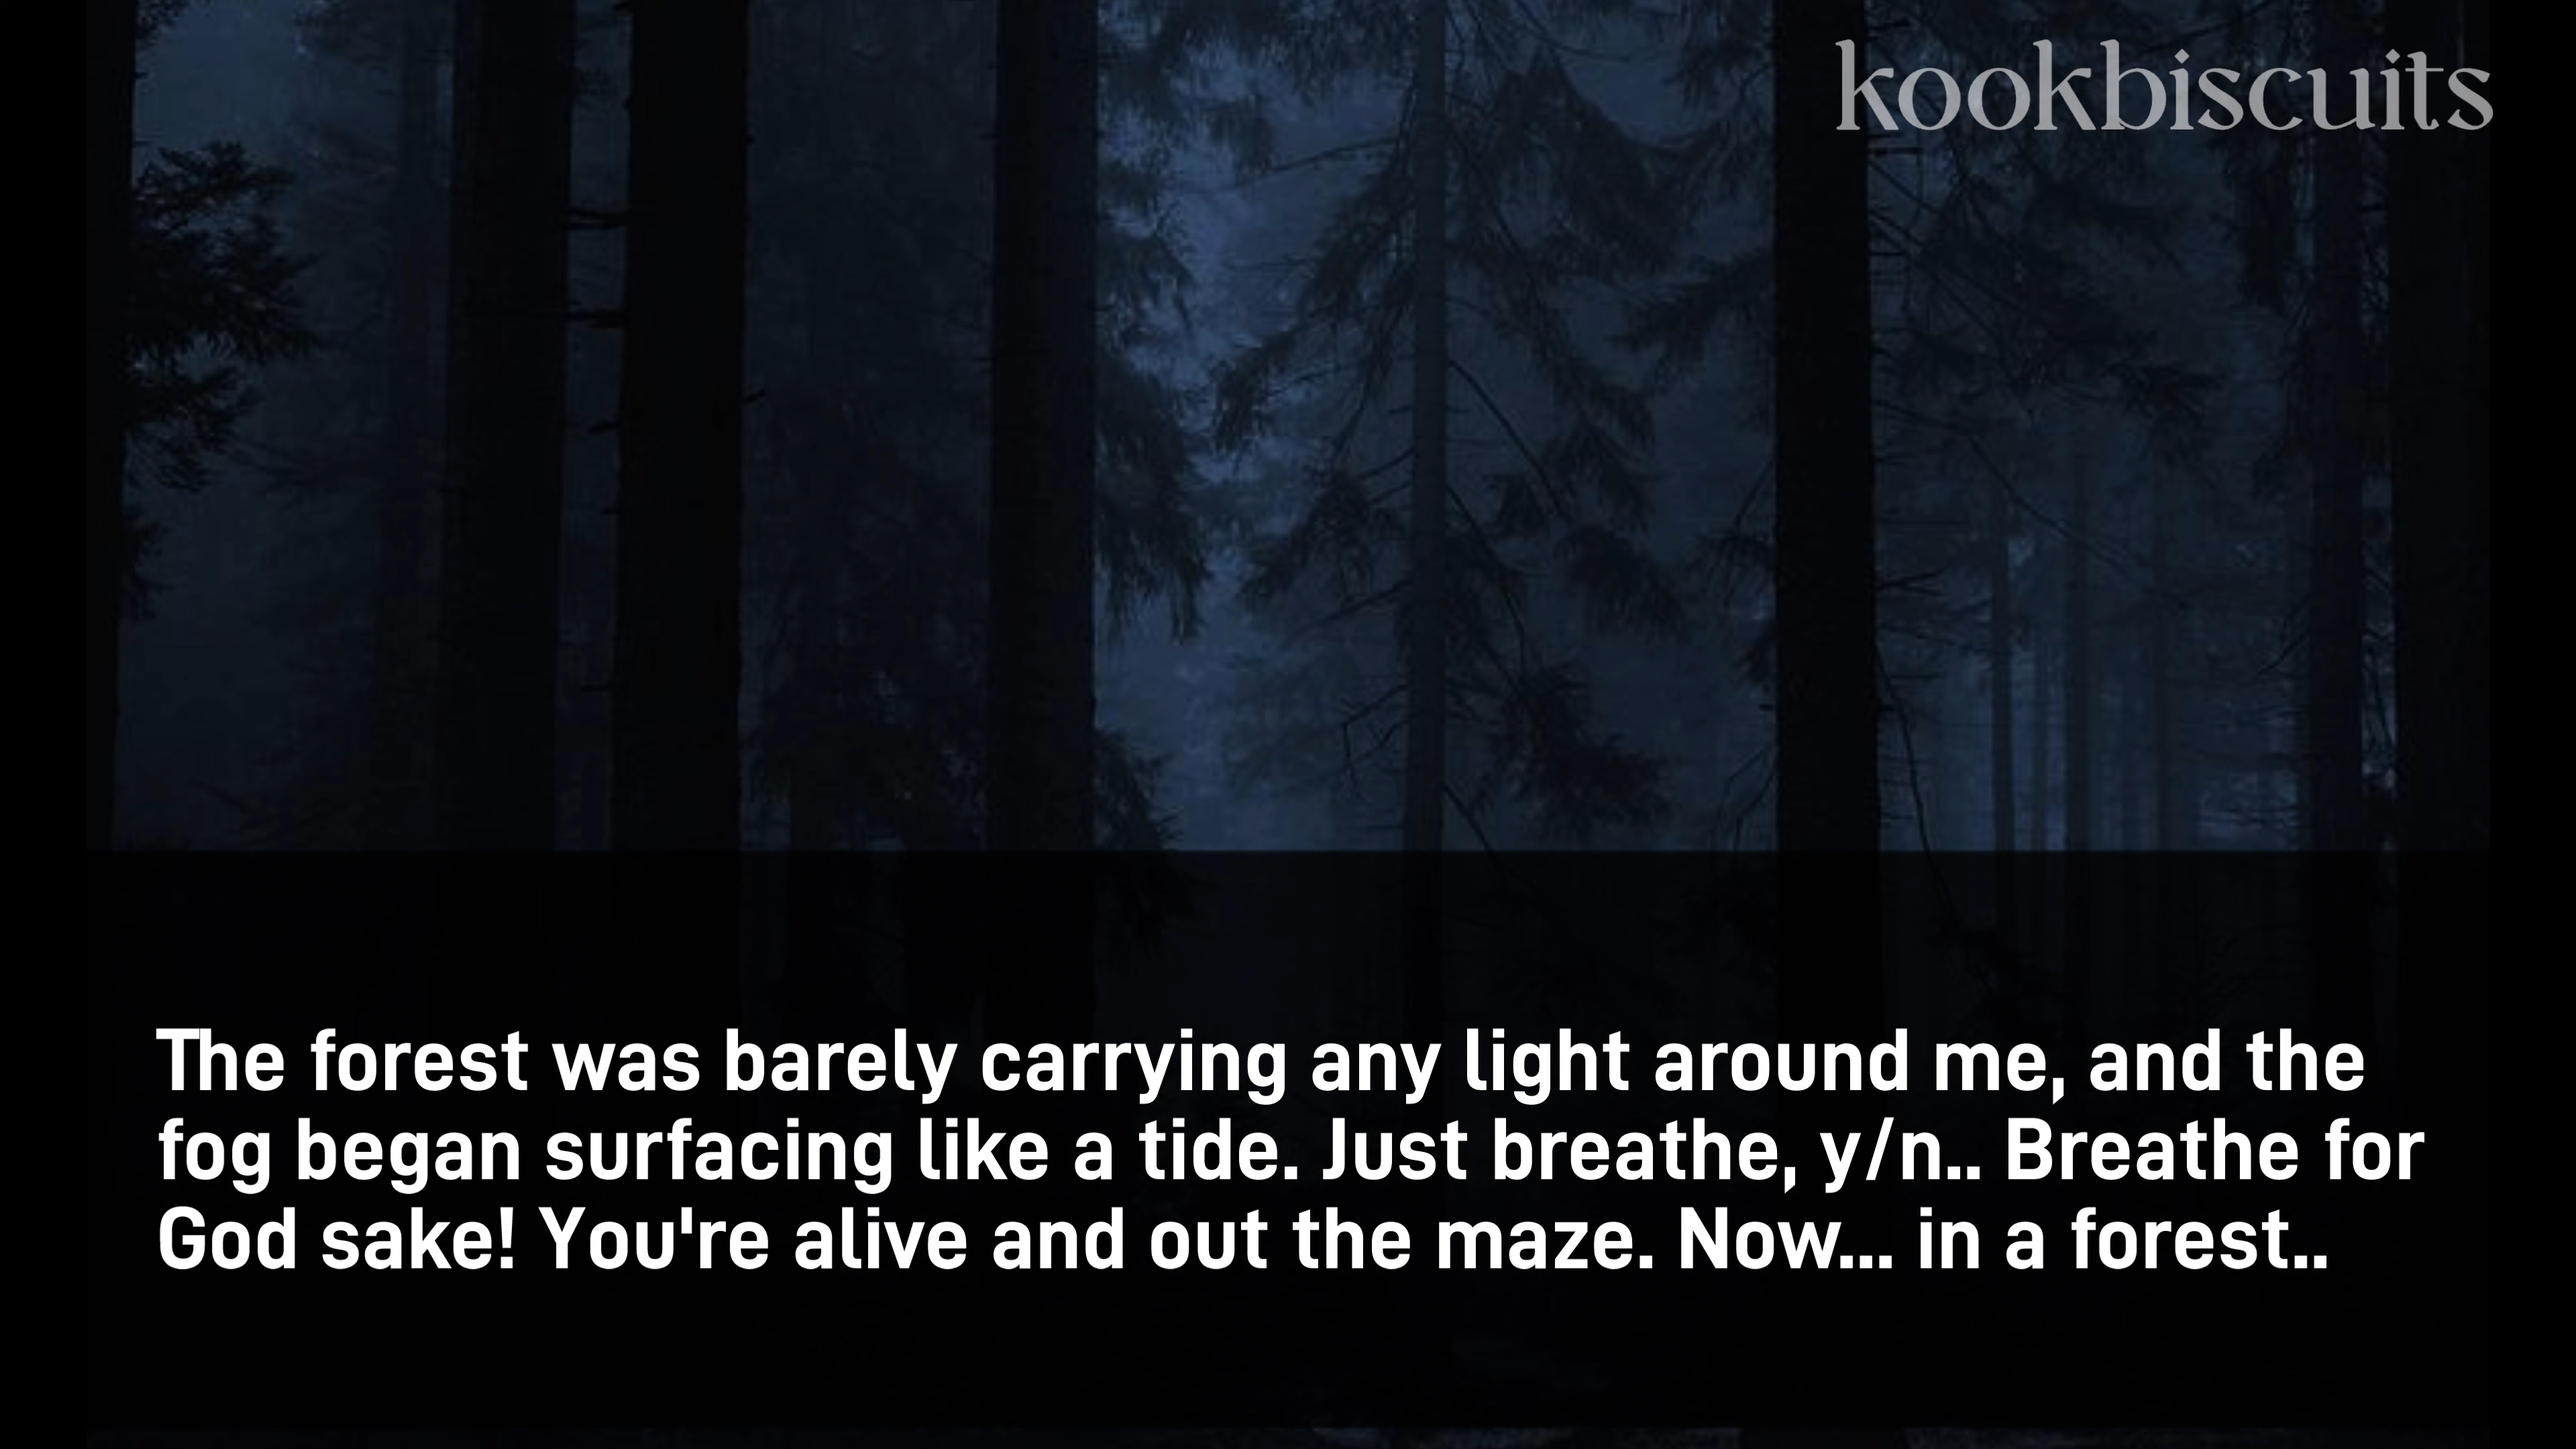 kookbiscuits
The forest was barely carrying any light around me, and the
fog began surfacing like a tide. Just breathe, y/n.. Breathe for
God sake! You're alive and out the maze. Now... in a forest..